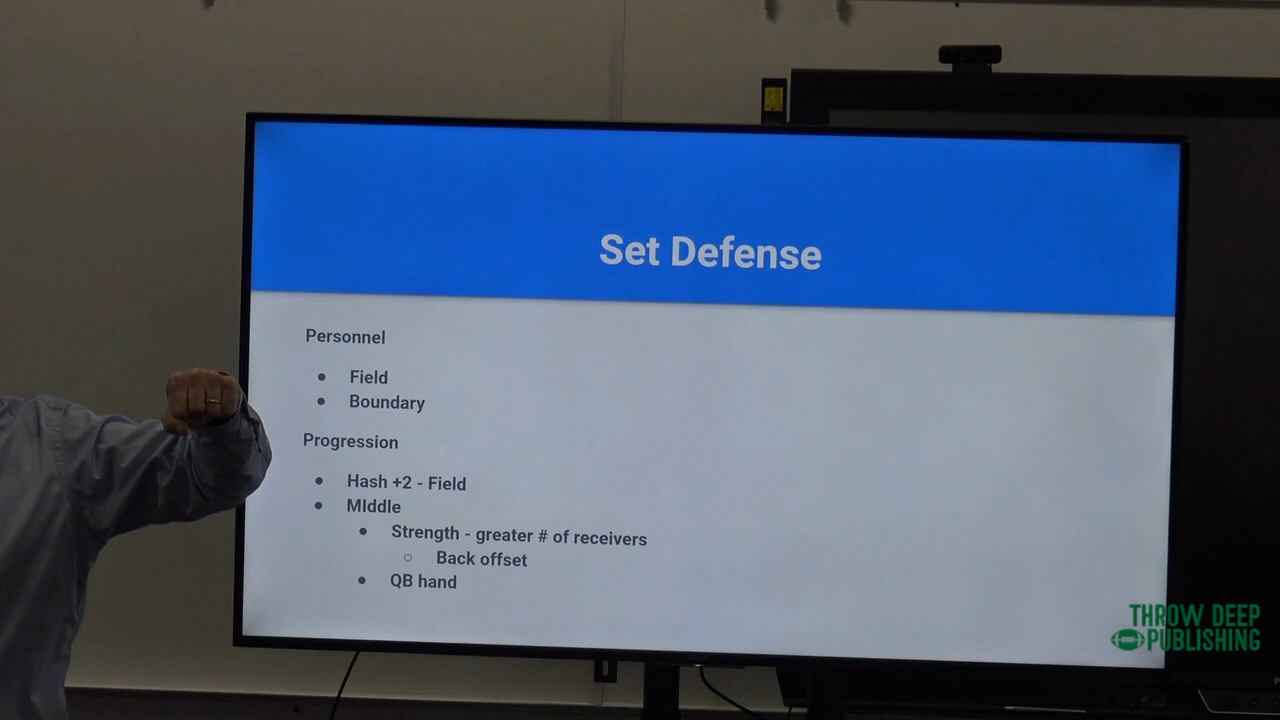 Set Defense
Personnel
● Field
● Boundary
Progression
● Hash +2 - Field
● MIddle
● Strength - greater # of receivers
○ Back offset
● QB hand
THROW DEEP
PUBLISHING